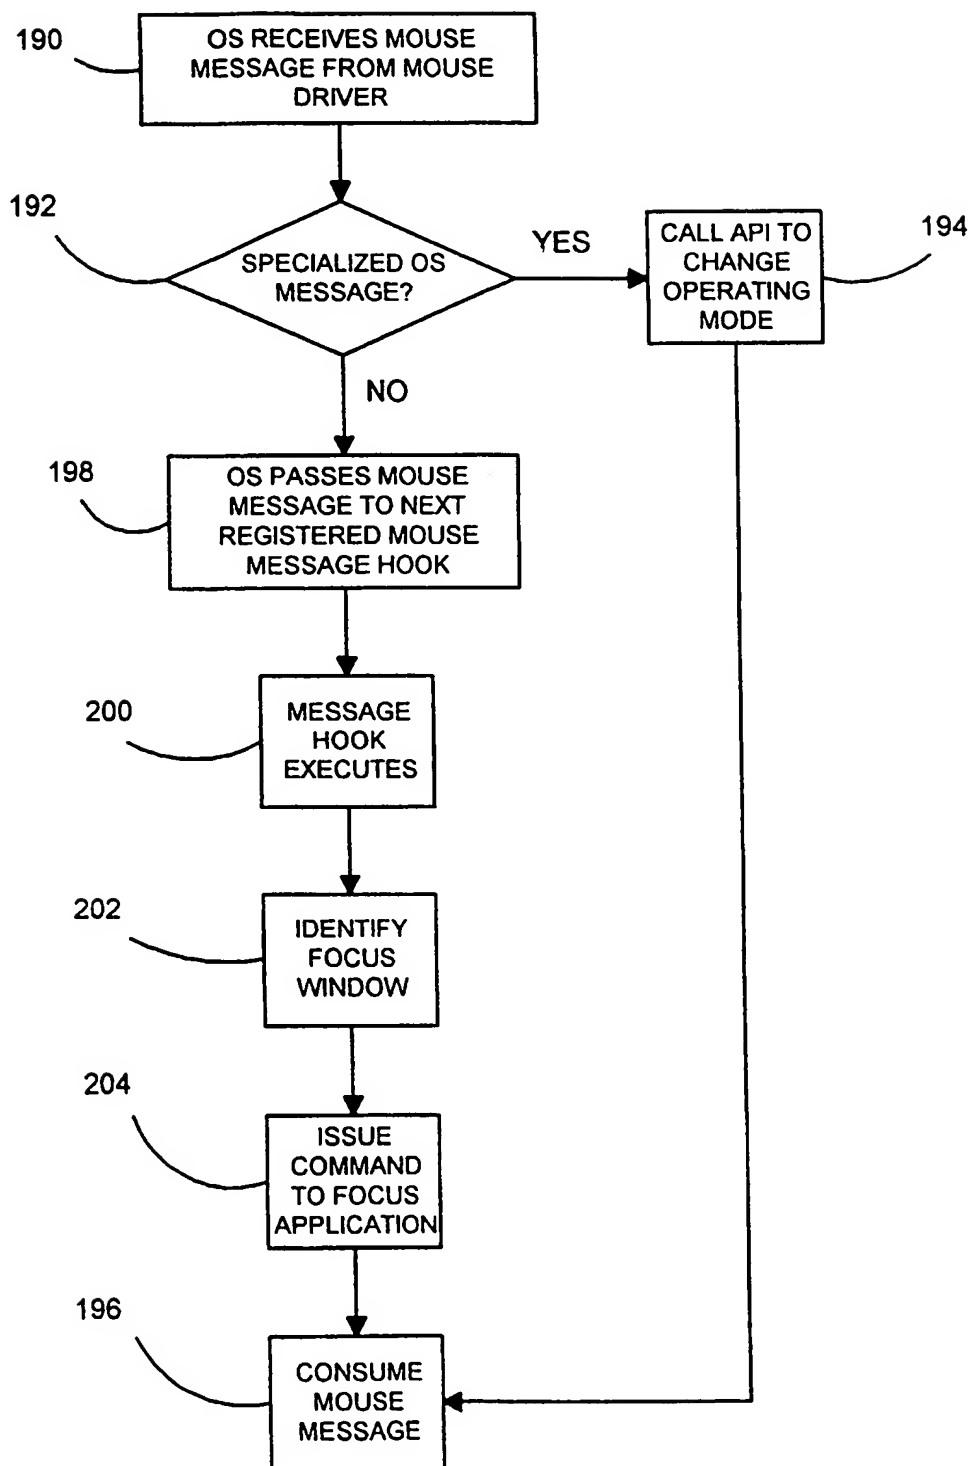 190
OS RECEIVES MOUSE
MESSAGE FROM MOUSE
DRIVER
192
SPECIALIZED OS
MESSAGE?
YES
CALL API TO
CHANGE
OPERATING
MODE
194
NO
198
OS PASSES MOUSE
MESSAGE TO NEXT
REGISTERED MOUSE
MESSAGE HOOK
200
MESSAGE
HOOK
EXECUTES
202
IDENTIFY
FOCUS
WINDOW
204
ISSUE
COMMAND
TO FOCUS
APPLICATION
196
CONSUME
MOUSE
MESSAGE